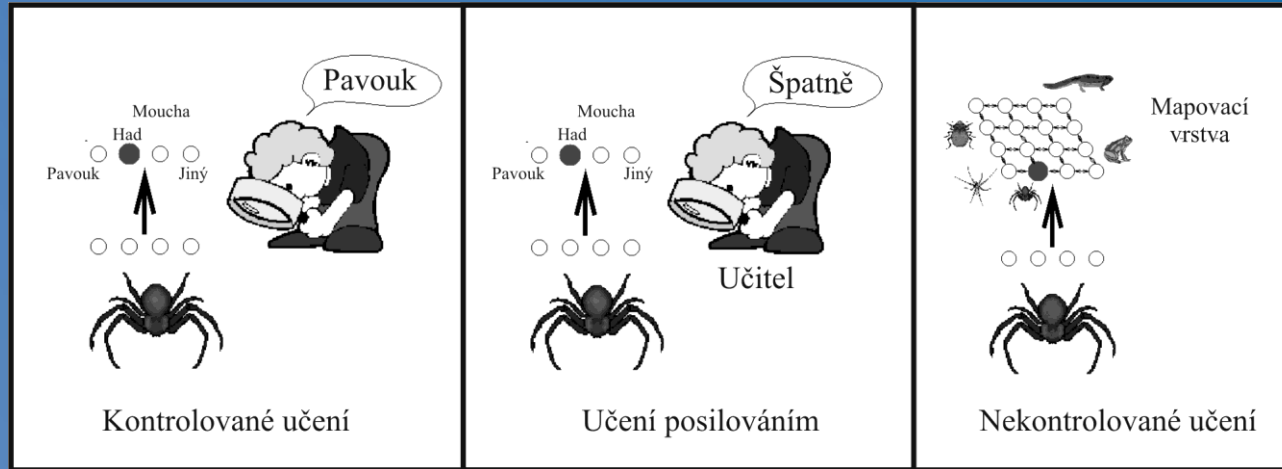 Pavouk
Moucha
Had
Pavouk
Jiný
Kontrolované učení
Špatně
Moucha
Had
Pavouk
Jiný
Učitel
Učení posilováním
Mapovací
vrstva
Nekontrolované učení